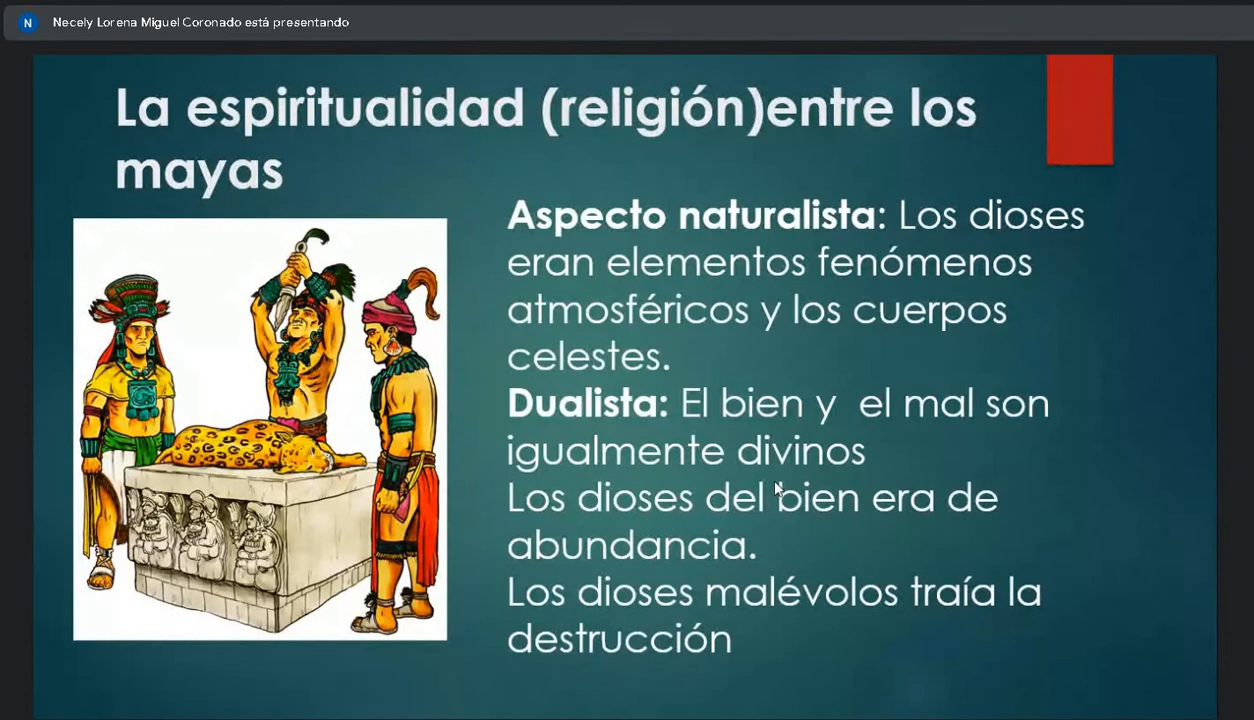 N
Necely Lorena Miguel Coronado está presentando
La espiritualidad (religión)entre los
mayas
Aspecto naturalista: Los dioses
eran elementos fenómenos
atmosféricos y los cuerpos
celestes.
Dualista: El bien y  el mal son
igualmente divinos
Los dioses del bien era de
abundancia.
Los dioses malévolos traía la
destrucción